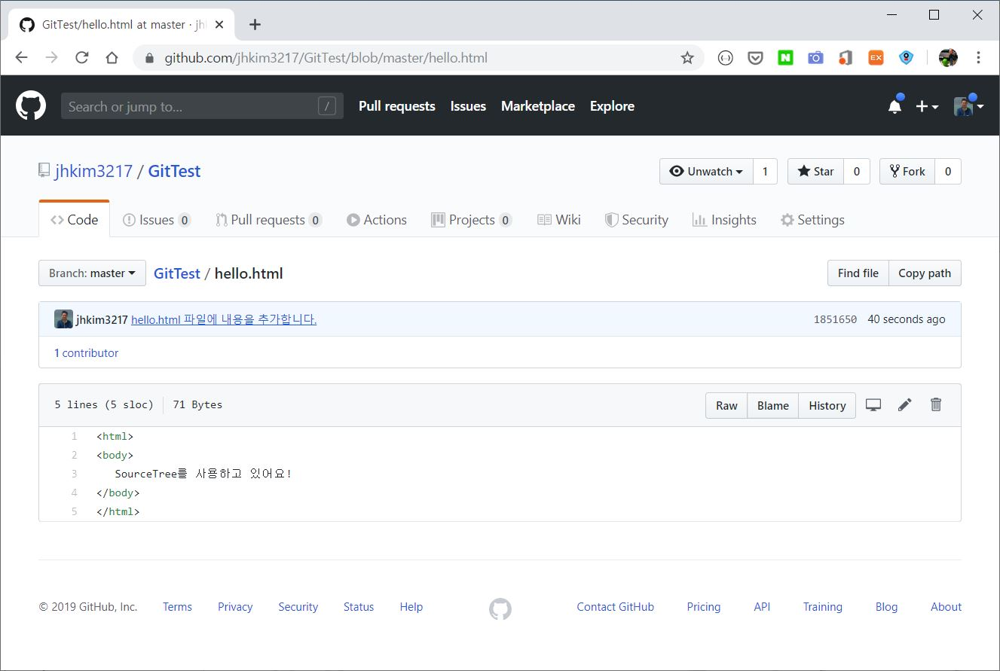 GitTest/hello.html at master · jh
github.com/jhkim3217/GitTest/blob/master/hello.html
N
EX
Search or jump to...
/
Pull requests
Issues
Marketplace
Explore
jhkim3217 / GitTest
Unwatch 1
Star 0
Fork 0
<> Code
Issues 0
Pull requests 0
Actions
Projects 0
Wiki
Security
Insights
Settings
Branch: master
GitTest / hello.html
Find file
Copy path
jhkim3217 hello.html 파일에 내용을 추가합니다.
1851650 40 seconds ago
1 contributor
5 lines (5 sloc)
71 Bytes
Raw
Blame
History
1 <html>
2 <body>
3 SourceTree를 사용하고 있어요!
4 </body>
5 </html>
© 2019 GitHub, Inc.
Terms
Privacy
Security
Status
Help
Contact GitHub
Pricing
API
Training
Blog
About